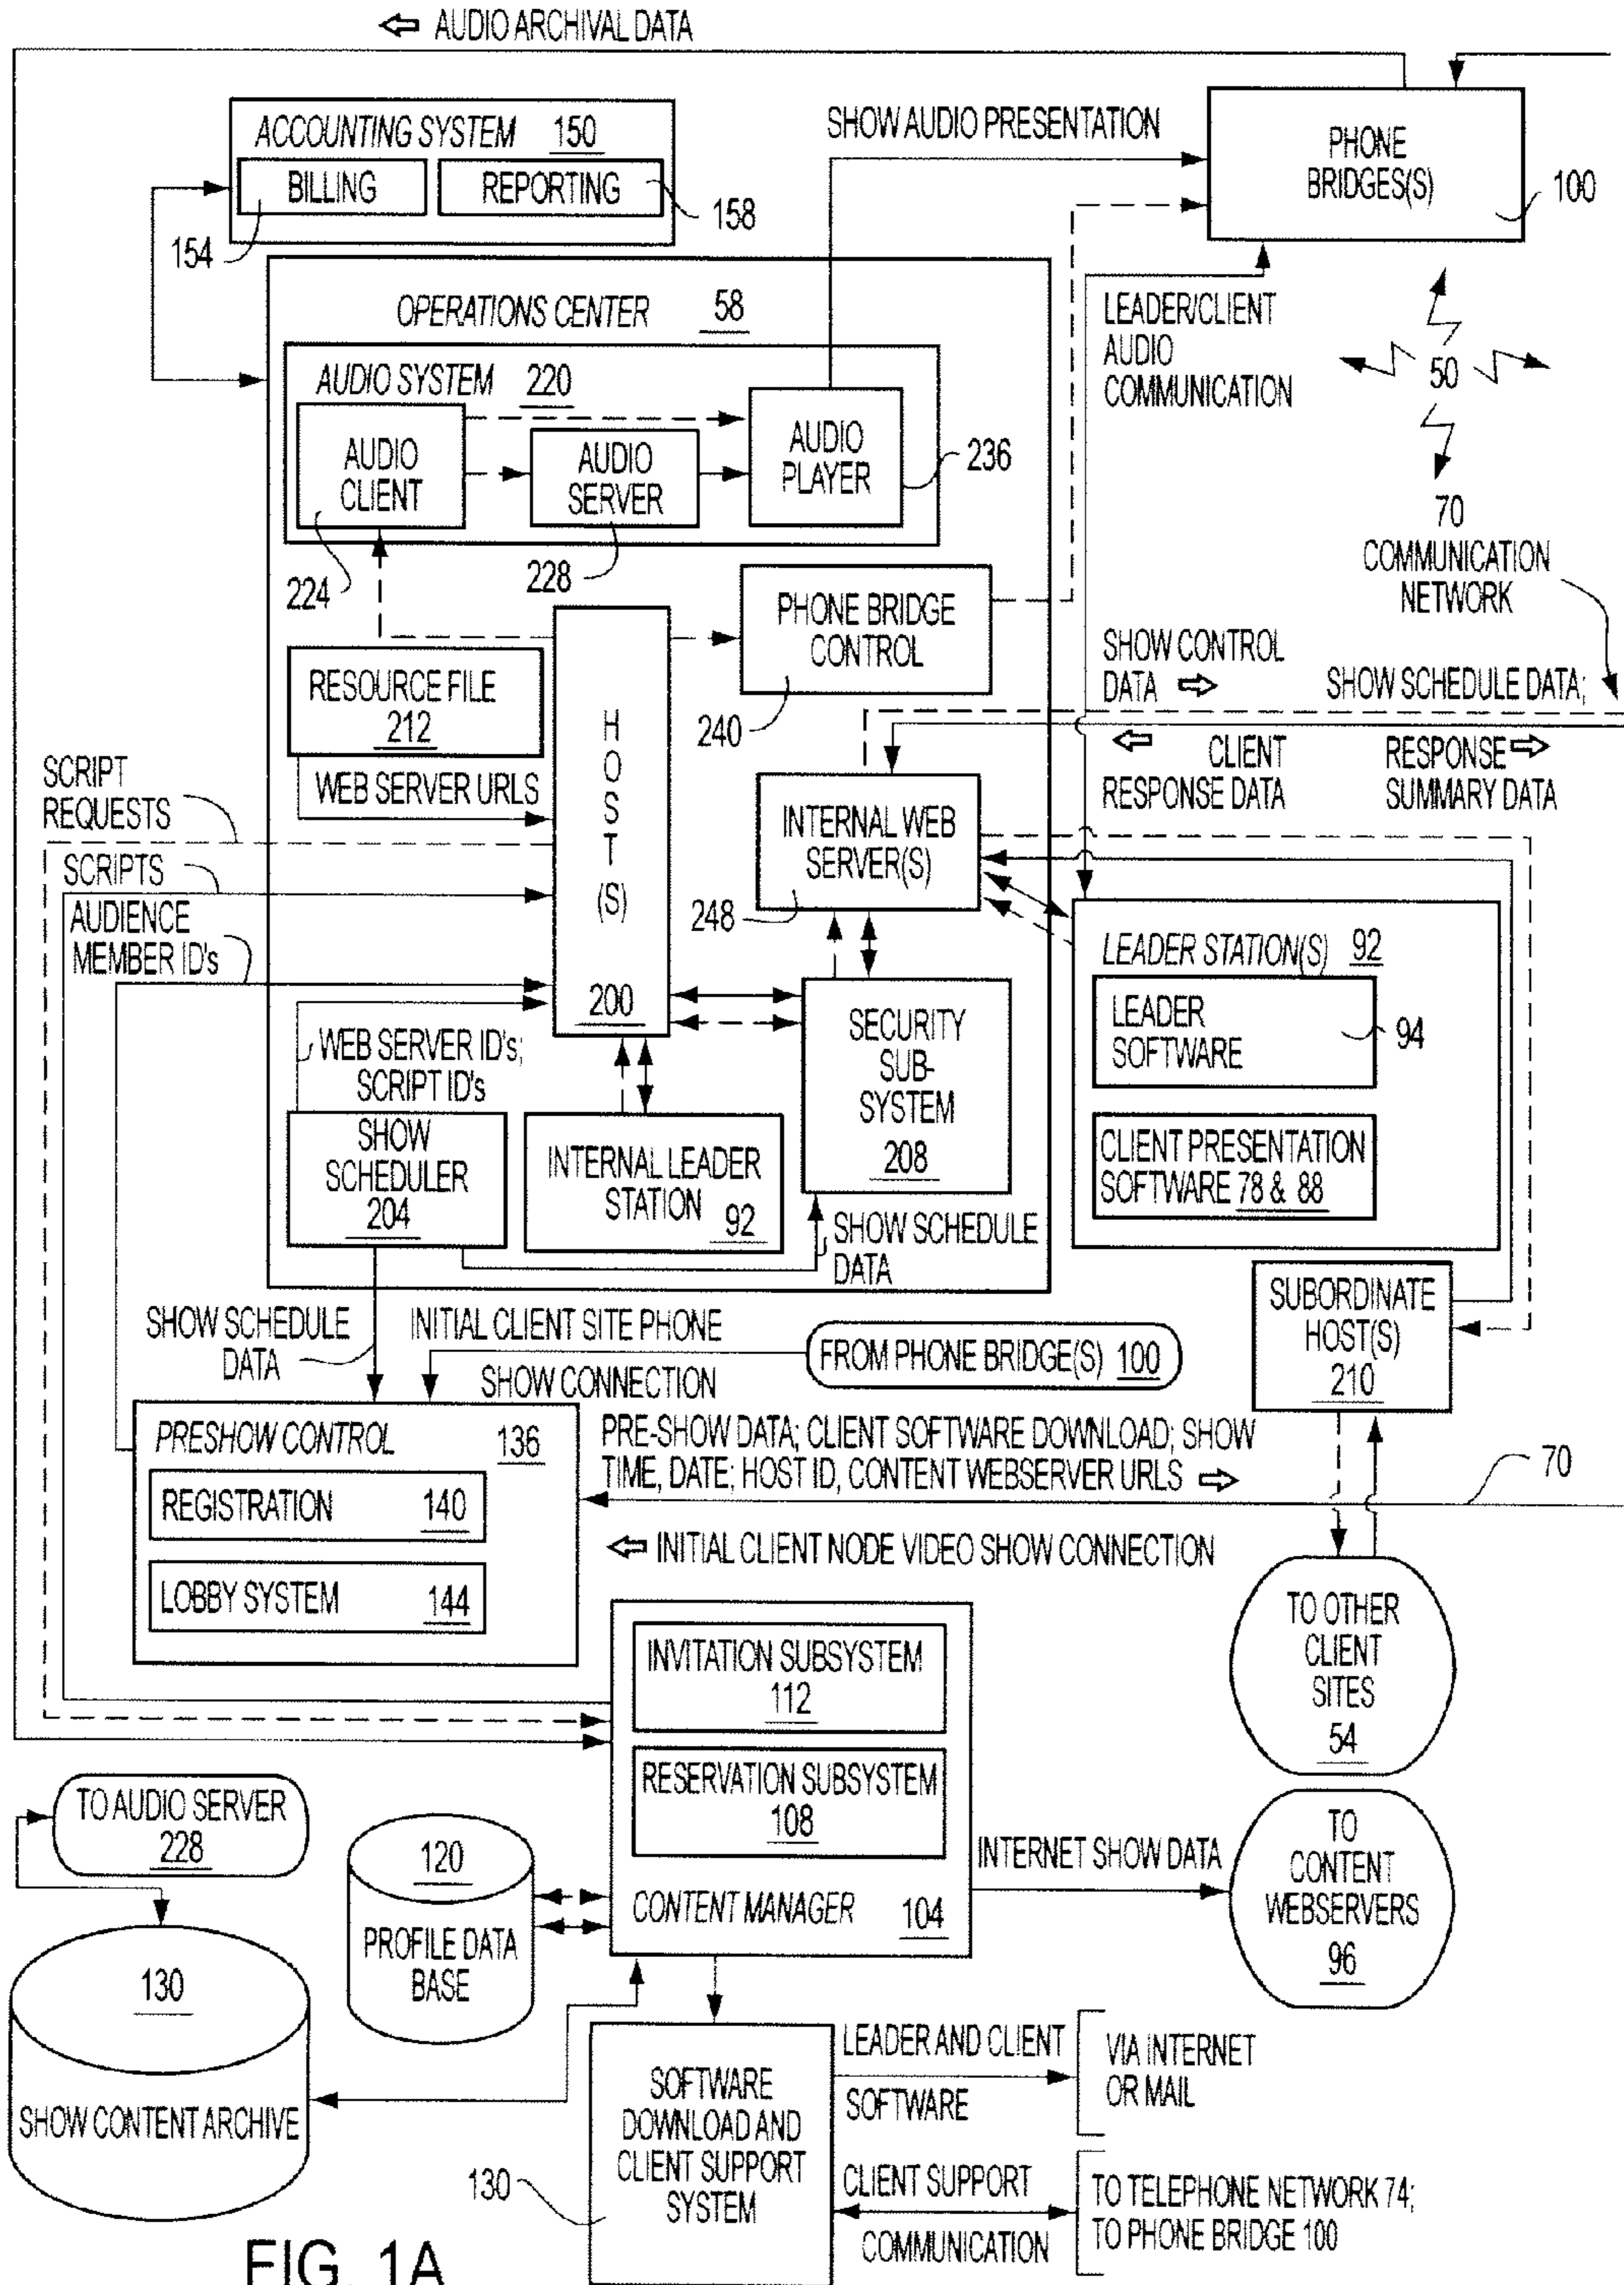 ⇦ AUDIO ARCHIVAL DATA
ACCOUNTING SYSTEM 150
BILLING
REPORTING
154
158
SHOW AUDIO PRESENTATION
PHONE
BRIDGES(S)
100
OPERATIONS CENTER 58
AUDIO SYSTEM 220
AUDIO
CLIENT
AUDIO
SERVER
AUDIO
PLAYER
236
224
228
LEADER/CLIENT
AUDIO
COMMUNICATION
50
70
COMMUNICATION
NETWORK
RESOURCE FILE
212
HOST
(S)
200
PHONE BRIDGE
CONTROL
240
SHOW CONTROL
DATA ⇨
SHOW SCHEDULE DATA;
⇦ CLIENT
RESPONSE DATA
RESPONSE ⇨
SUMMARY DATA
SCRIPT
REQUESTS
WEB SERVER URLS
SCRIPTS
AUDIENCE
MEMBER ID's
INTERNAL WEB
SERVER(S)
248
LEADER STATION(S) 92
LEADER
SOFTWARE
94
CLIENT PRESENTATION
SOFTWARE 78 & 88
WEB SERVER ID's;
SCRIPT ID's
SECURITY
SUB-
SYSTEM
208
SHOW
SCHEDULER
204
INTERNAL LEADER
STATION 92
SHOW SCHEDULE
DATA
SHOW SCHEDULE
DATA
INITIAL CLIENT SITE PHONE
SHOW CONNECTION
FROM PHONE BRIDGE(S) 100
SUBORDINATE
HOST(S)
210
PRESHOW CONTROL 136
REGISTRATION 140
LOBBY SYSTEM 144
PRE-SHOW DATA; CLIENT SOFTWARE DOWNLOAD; SHOW
TIME, DATE; HOST ID, CONTENT WEBSERVER URLS ⇨
70
⇦ INITIAL CLIENT NODE VIDEO SHOW CONNECTION
TO OTHER
CLIENT
SITES
54
INVITATION SUBSYSTEM
112
RESERVATION SUBSYSTEM
108
CONTENT MANAGER 104
TO AUDIO SERVER
228
120
PROFILE DATA
BASE
INTERNET SHOW DATA
TO
CONTENT
WEBSERVERS
96
130
SHOW CONTENT ARCHIVE
SOFTWARE
DOWNLOAD AND
CLIENT SUPPORT
SYSTEM
130
LEADER AND CLIENT
SOFTWARE
VIA INTERNET
OR MAIL
CLIENT SUPPORT
COMMUNICATION
TO TELEPHONE NETWORK 74;
TO PHONE BRIDGE 100
FIG. 1A